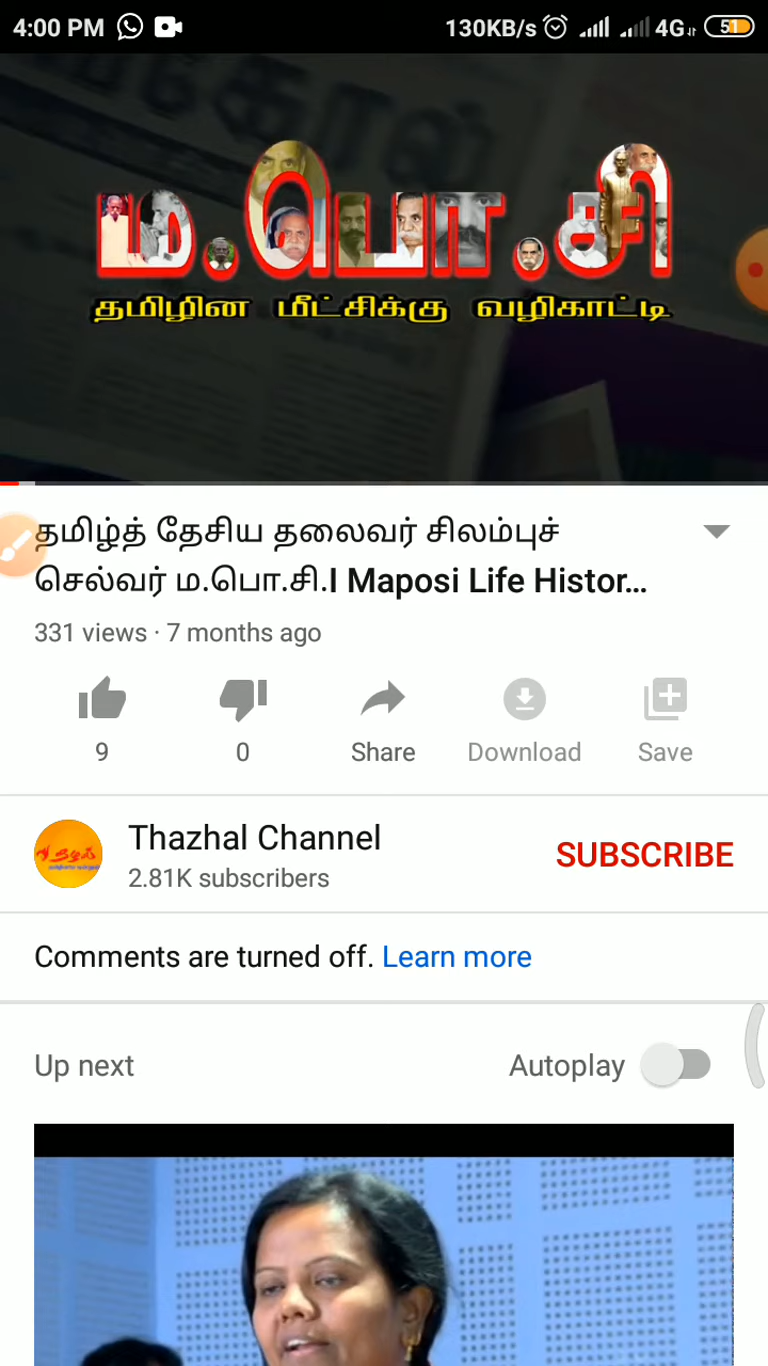 4:00 PM 130KB/s 4G 51
ம.பொ.சி
தமிழின மீட்சிக்கு வழிகாட்டி
தமிழ்த் தேசிய தலைவர் சிலம்புச்
செல்வர் ம.பொ.சி.I Maposi Life Histor...
331 views · 7 months ago
9 0 Share Download Save
Thazhal Channel
2.81K subscribers
SUBSCRIBE
Comments are turned off. Learn more
Up next Autoplay